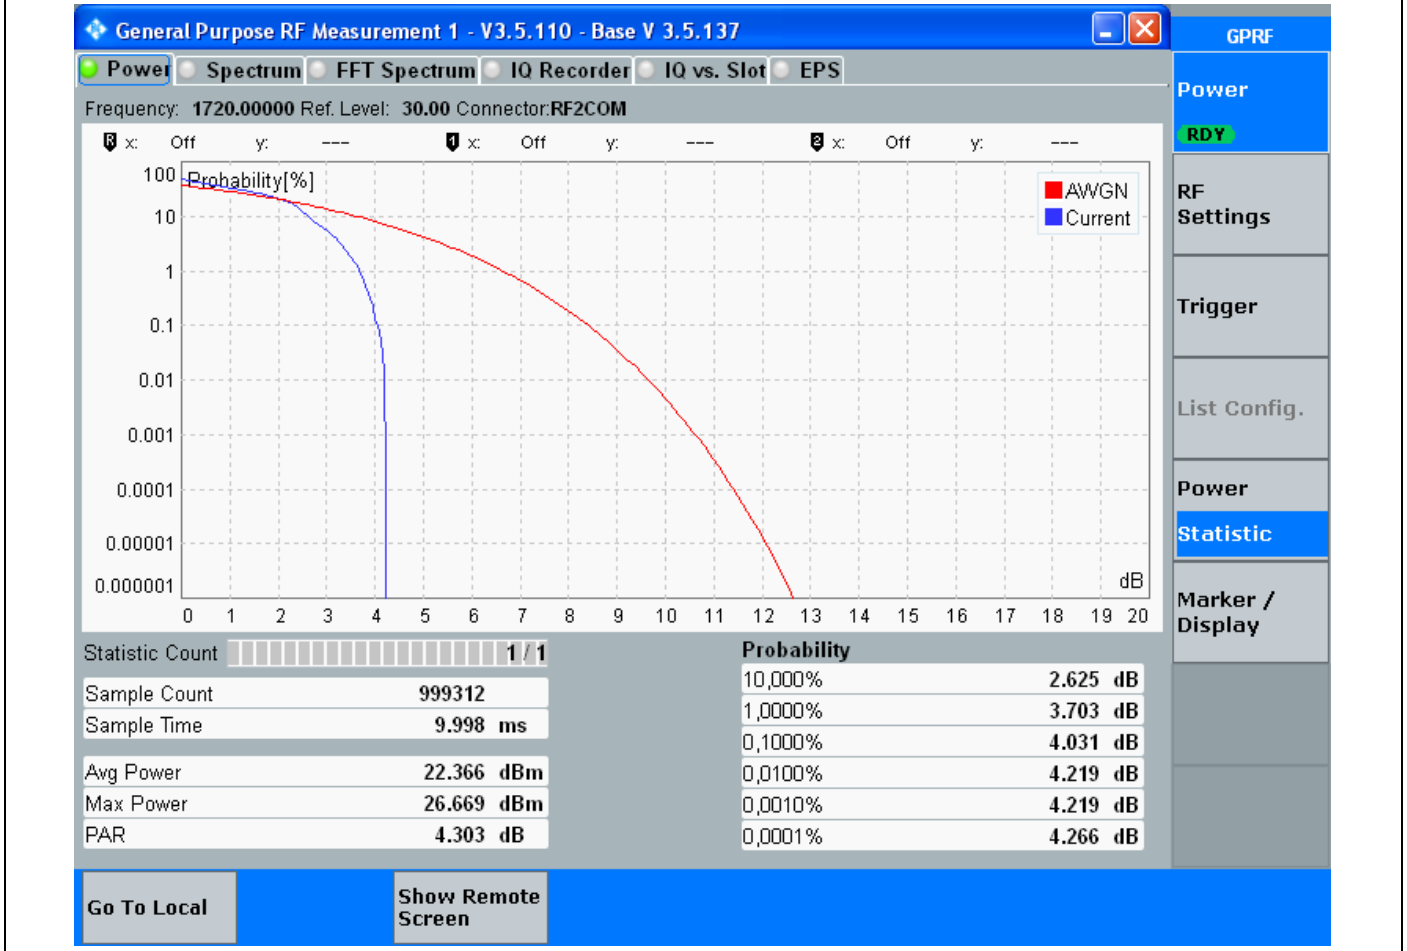 General Purpose RF Measurement 1 - V3.5.110 - Base V 3.5.137
GPRF
Power Spectrum FFT Spectrum IQ Recorder IQ vs. Slot EPS
Frequency: 1720.00000 Ref. Level: 30.00 Connector:RF2COM
R x: Off y: --- 1 x: Off y: --- 2 x: Off y: ---
Probability[%]
100
10
1
0.1
0.01
0.001
0.0001
0.00001
0.000001
AWGN
Current
dB
0 1 2 3 4 5 6 7 8 9 10 11 12 13 14 15 16 17 18 19 20
Statistic Count 1 / 1
Sample Count 999312
Sample Time 9.998 ms
Avg Power 22.366 dBm
Max Power 26.669 dBm
PAR 4.303 dB
Probability
10,000% 2.625 dB
1,0000% 3.703 dB
0,1000% 4.031 dB
0,0100% 4.219 dB
0,0010% 4.219 dB
0,0001% 4.266 dB
Power
RDY
RF
Settings
Trigger
List Config.
Power
Statistic
Marker /
Display
Go To Local
Show Remote
Screen